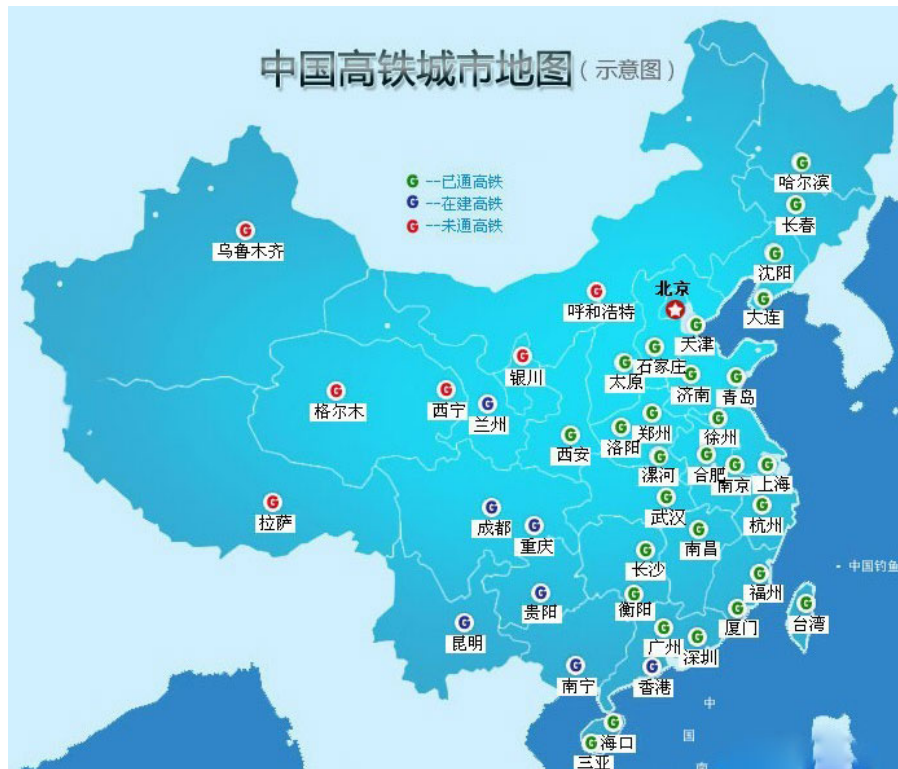 中国高铁城市地图（示意图）
G --已通高铁
G --在建高铁
G --未通高铁
G
哈尔滨
G
长春
G
乌鲁木齐
G
沈阳
G
呼和浩特
北京
G
大连
G
天津
G
石家庄
G
太原
G
银川
G
济南
G
青岛
G
格尔木
G
西宁
G
兰州
G
郑州
G
洛阳
G
徐州
G
西安
G
漯河
G
合肥
G
南京
G
上海
G
拉萨
G
成都
G
重庆
G
武汉
G
杭州
G
南昌
G
长沙
中国钓鱼
G
福州
G
贵阳
G
衡阳
G
厦门
G
台湾
G
昆明
G
广州
G
深圳
G
南宁
G
香港
中
国
南
G
海口
G
三亚